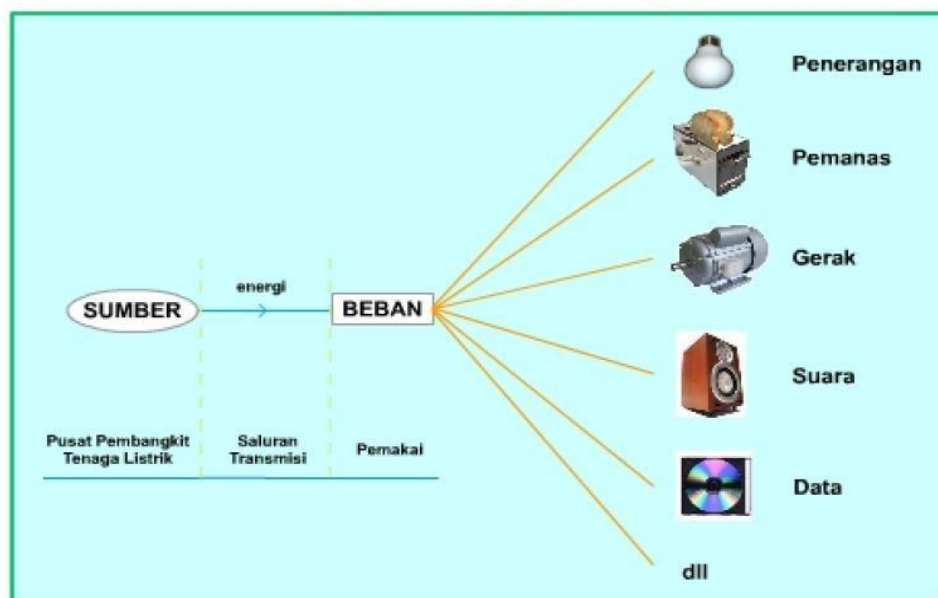 Penerangan
Pemanas
Gerak
energi
SUMBER
BEBAN
Suara
Pusat Pembangkit
Tenaga Listrik
Saluran
Transmisi
Pemakai
Data
dll